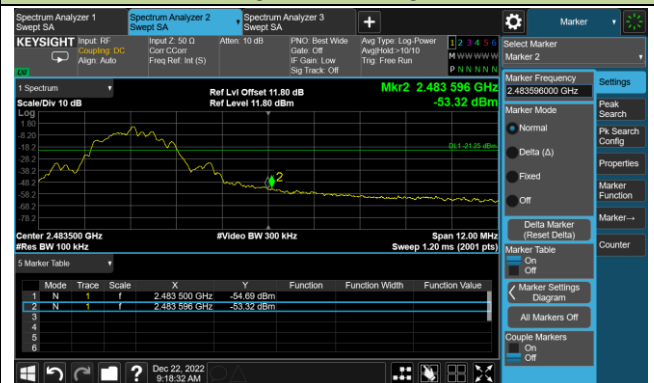 Spectrum Analyzer 1
Swept SA
Spectrum Analyzer 2
Swept SA
Spectrum Analyzer 3
Swept SA
+
Marker
KEYSIGHT
Input: RF
Coupling: DC
Align: Auto
Input Z: 50 Ω
Corr CCorr
Freq Ref: Int (S)
Atten: 10 dB
PNO: Best Wide
Gate: Off
IF Gain: Low
Sig Track: Off
Avg Type: Log-Power
Avg|Hold:>10/10
Trig: Free Run
1 2 3 4 5 6
M W W W W W
P N N N N N
Select Marker
Marker 2
LXI
1 Spectrum
Scale/Div 10 dB
Log
Ref Lvl Offset 11.80 dB
Ref Level 11.80 dBm
Mkr2 2.483 596 GHz
-53.32 dBm
1.80
-8.20
-18.2
-28.2
-38.2
-48.2
-58.2
-68.2
-78.2
DL1 -21.25 dBm
2
Center 2.483500 GHz
#Res BW 100 kHz
#Video BW 300 kHz
Span 12.00 MHz
Sweep 1.20 ms (2001 pts)
5 Marker Table
Mode Trace Scale X Y Function Function Width Function Value
1 N 1 f 2.483 500 GHz -54.69 dBm
2 N 1 f 2.483 596 GHz -53.32 dBm
3
4
5
6
Marker Frequency
2.483596000 GHz
Marker Mode
Normal
Delta (Δ)
Fixed
Off
Delta Marker
(Reset Delta)
Marker Table
On
Off
Marker Settings
Diagram
All Markers Off
Couple Markers
On
Off
Settings
Peak
Search
Pk Search
Config
Properties
Marker
Function
Marker→
Counter
?
Dec 22, 2022
9:18:32 AM